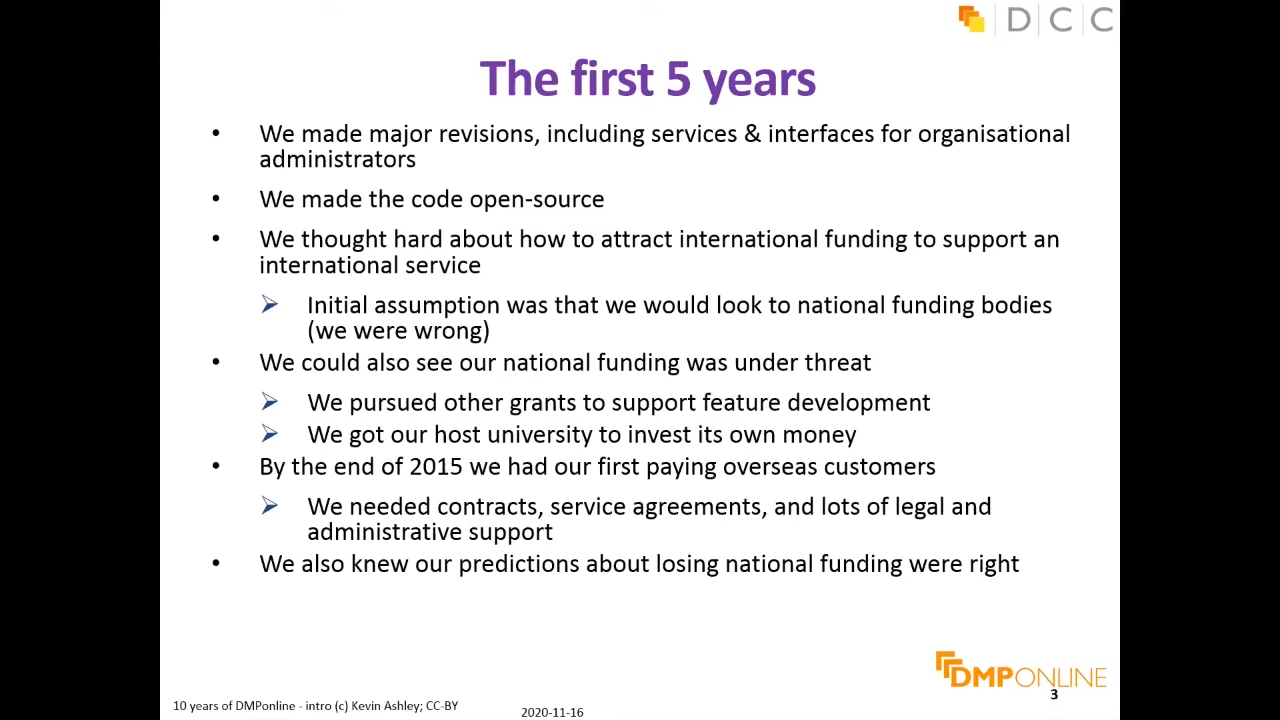 D C C
The first 5 years
• We made major revisions, including services & interfaces for organisational
administrators
• We made the code open-source
• We thought hard about how to attract international funding to support an
international service
➢ Initial assumption was that we would look to national funding bodies
(we were wrong)
• We could also see our national funding was under threat
➢ We pursued other grants to support feature development
➢ We got our host university to invest its own money
• By the end of 2015 we had our first paying overseas customers
➢ We needed contracts, service agreements, and lots of legal and
administrative support
• We also knew our predictions about losing national funding were right
DMPONLINE
3
10 years of DMPonline - intro (c) Kevin Ashley; CC-BY
2020-11-16